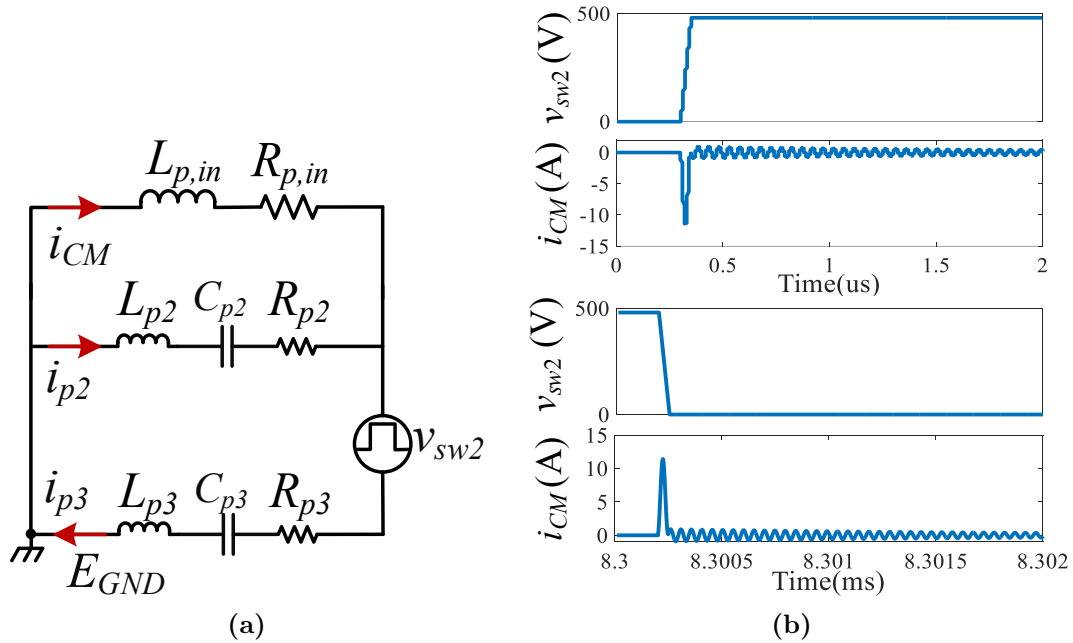 L_{p,in} R_{p,in}
i_{CM}
L_{p2} C_{p2} R_{p2}
i_{p2}
v_{sw2}
i_{p3} L_{p3} C_{p3} R_{p3}
E_{GND}
(a)
500
v_{sw2}(V)
0
0
-5
-10
-15
i_{CM}(A)
0 0.5 1 1.5 2
Time(us)
500
v_{sw2}(V)
0
15
10
5
0
i_{CM}(A)
8.3 8.3005 8.301 8.3015 8.302
Time(ms)
(b)